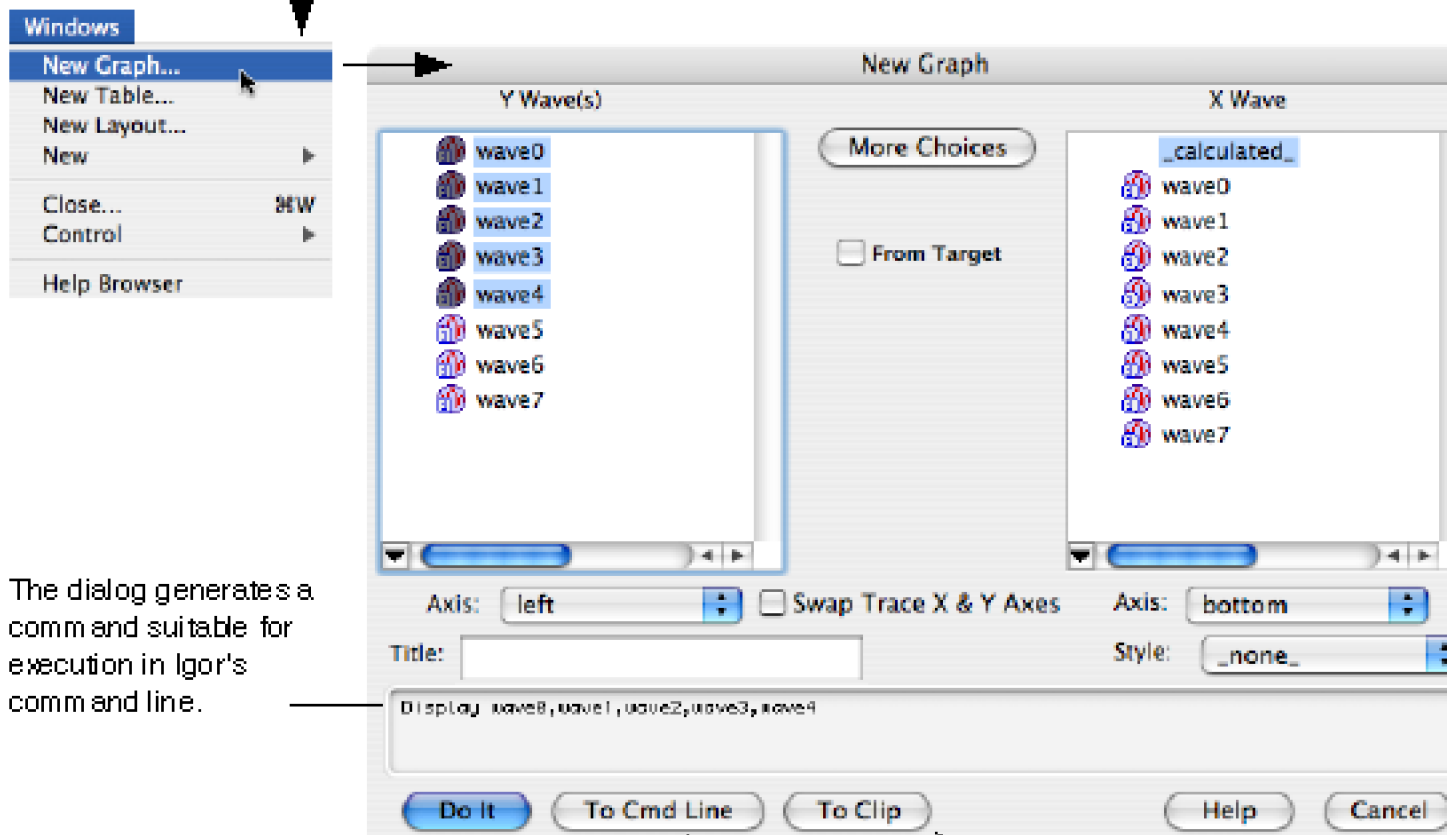 Windows
New Graph...
New Table...
New Layout...
New
Close... ⌘W
Control
Help Browser
New Graph
Y Wave(s)
wave0
wave1
wave2
wave3
wave4
wave5
wave6
wave7
More Choices
From Target
X Wave
_calculated_
wave0
wave1
wave2
wave3
wave4
wave5
wave6
wave7
Axis: left
Swap Trace X & Y Axes
Axis: bottom
Title:
Style: _none_
The dialog generates a
command suitable for
execution in Igor's
command line.
Display wave0,wave1,wave2,wave3,wave4
Do It
To Cmd Line
To Clip
Help
Cancel